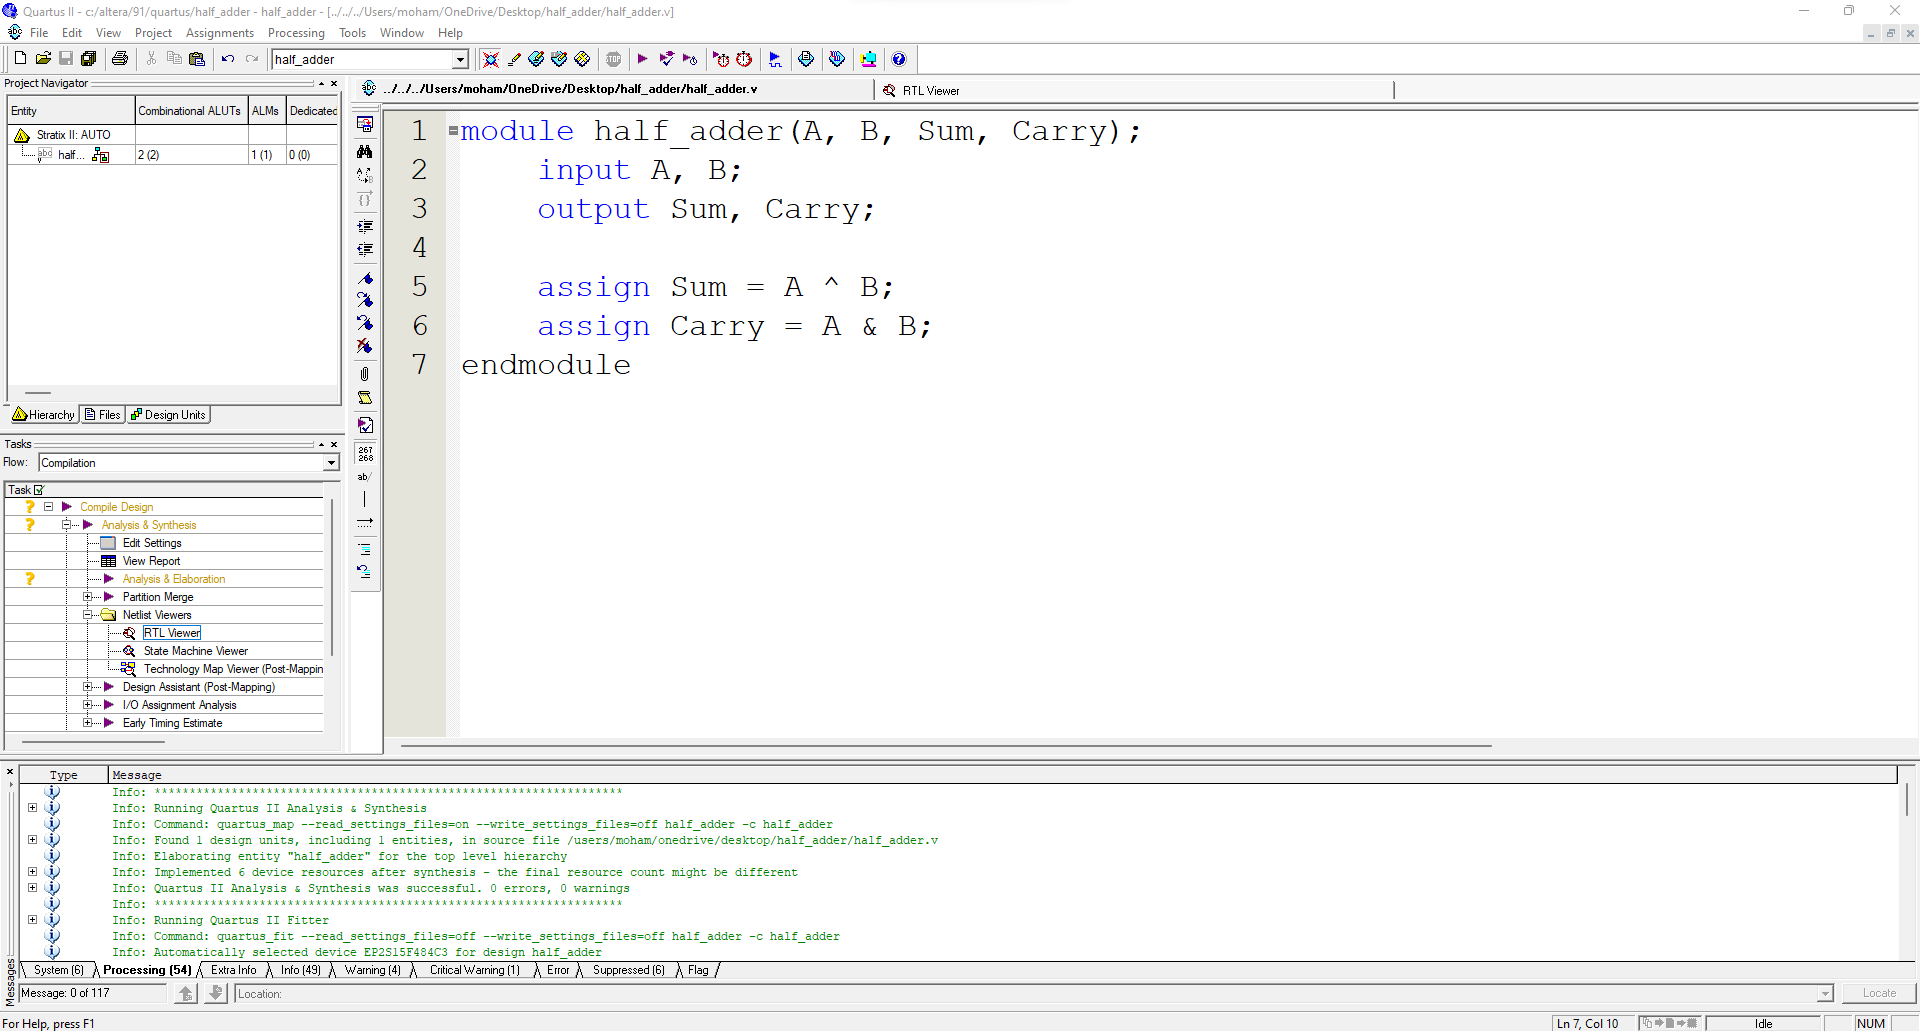 Quartus II - c:/altera/91/quartus/half_adder - half_adder - [../../../Users/moham/OneDrive/Desktop/half_adder/half_adder.v]
File Edit View Project Assignments Processing Tools Window Help
half_adder
Project Navigator
Entity Combinational ALUTs ALMs Dedicated
Stratix II: AUTO
half... 2 (2) 1 (1) 0 (0)
Hierarchy Files Design Units
Tasks
Flow: Compilation
Task
Compile Design
Analysis & Synthesis
Edit Settings
View Report
Analysis & Elaboration
Partition Merge
Netlist Viewers
RTL Viewer
State Machine Viewer
Technology Map Viewer (Post-Mappin
Design Assistant (Post-Mapping)
I/O Assignment Analysis
Early Timing Estimate
abc ../../../Users/moham/OneDrive/Desktop/half_adder/half_adder.v
RTL Viewer
267
268
ab/
1 module half_adder(A, B, Sum, Carry);
2 input A, B;
3 output Sum, Carry;
4
5 assign Sum = A ^ B;
6 assign Carry = A & B;
7 endmodule
Type Message
Info: *******************************************************************
Info: Running Quartus II Analysis & Synthesis
Info: Command: quartus_map --read_settings_files=on --write_settings_files=off half_adder -c half_adder
Info: Found 1 design units, including 1 entities, in source file /users/moham/onedrive/desktop/half_adder/half_adder.v
Info: Elaborating entity "half_adder" for the top level hierarchy
Info: Implemented 6 device resources after synthesis - the final resource count might be different
Info: Quartus II Analysis & Synthesis was successful. 0 errors, 0 warnings
Info: *******************************************************************
Info: Running Quartus II Fitter
Info: Command: quartus_fit --read_settings_files=off --write_settings_files=off half_adder -c half_adder
Info: Automatically selected device EP2S15F484C3 for design half_adder
System (6) Processing (54) Extra Info Info (49) Warning (4) Critical Warning (1) Error Suppressed (6) Flag
Messages
Message: 0 of 117 Location: Locate
For Help, press F1 Ln 7, Col 10 Idle NUM